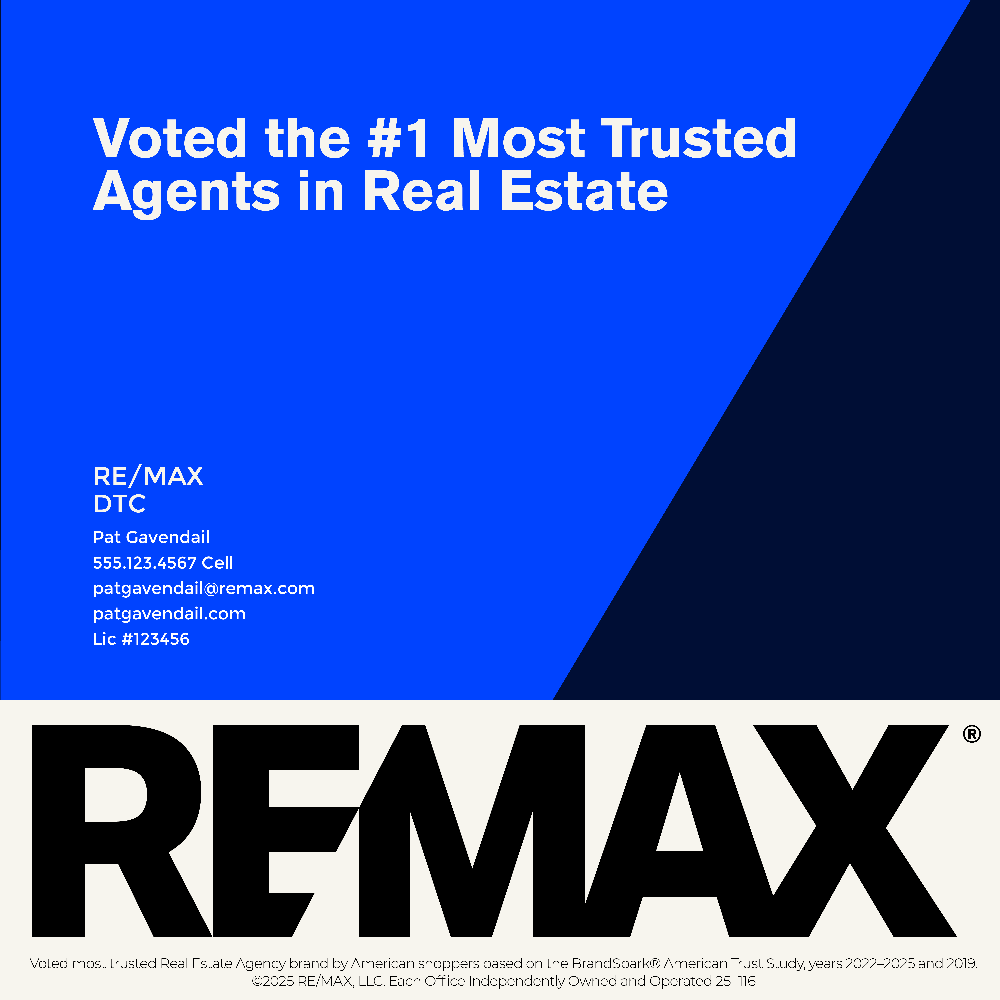 Voted the #1 Most Trusted
Agents in Real Estate
RE/MAX
DTC
Pat Gavendail
555.123.4567 Cell
patgavendail@remax.com
patgavendail.com
Lic #123456
REMAX®
Voted most trusted Real Estate Agency brand by American shoppers based on the BrandSpark® American Trust Study, years 2022–2025 and 2019.
©2025 RE/MAX, LLC. Each Office Independently Owned and Operated 25_116